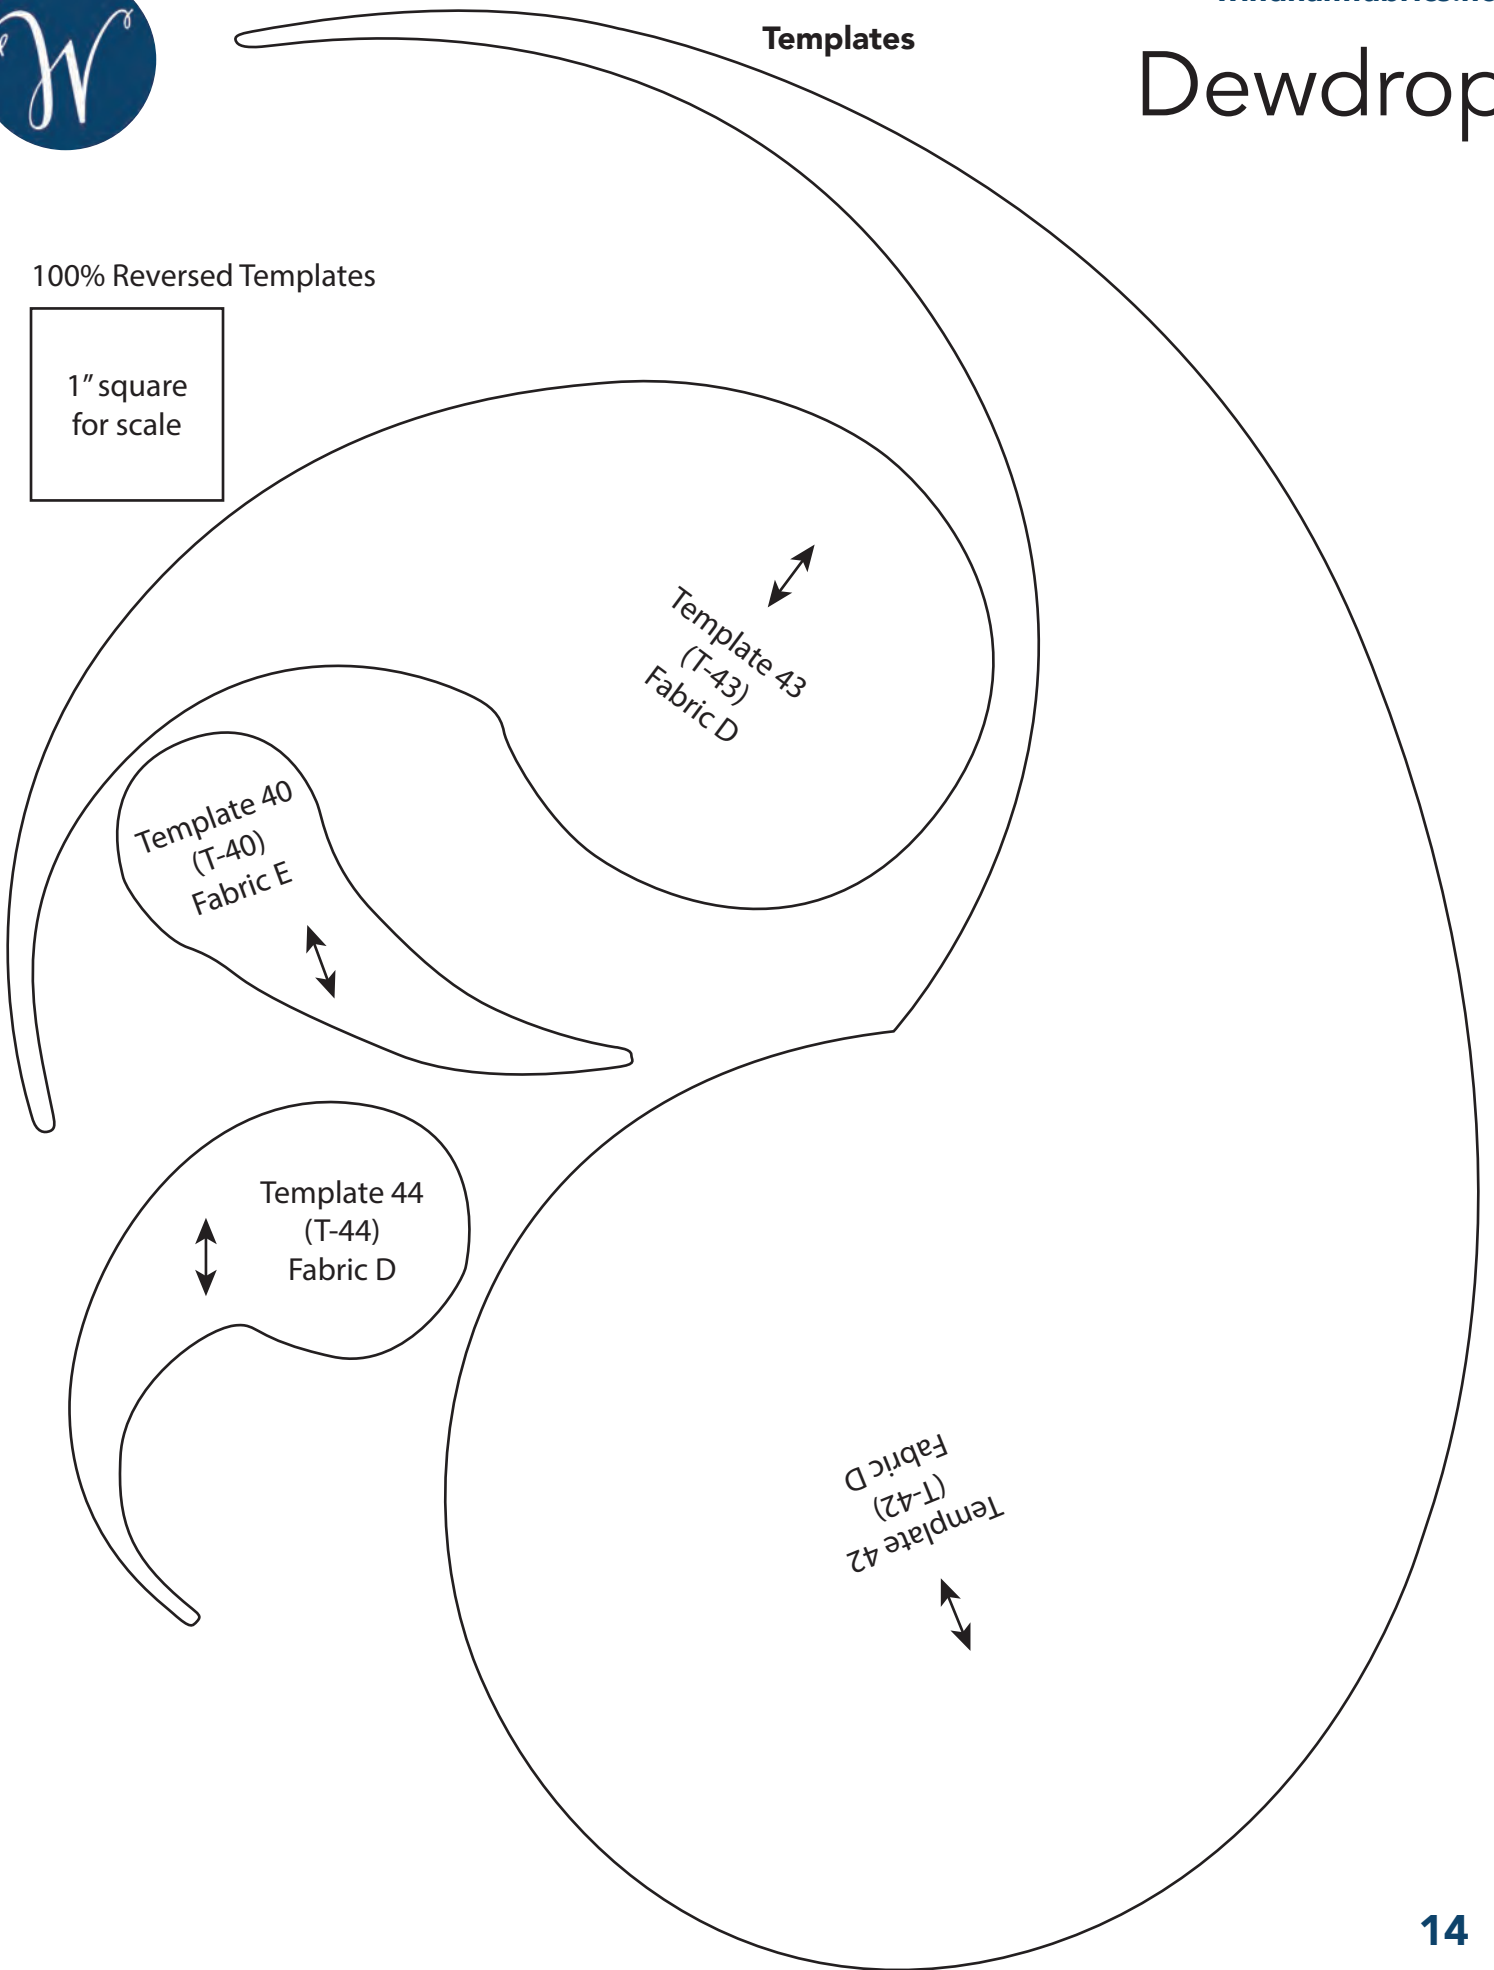 Templates
Dewdrop
100% Reversed Templates
1" square
for scale
Template 43
(T-43)
Fabric D
Template 40
(T-40)
Fabric E
Template 44
(T-44)
Fabric D
Template 42
(T-42)
Fabric D
W
14